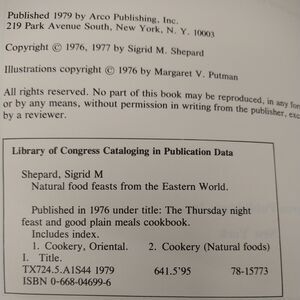 Published 1979 by Arco Publishing, Inc.
219 Park Avenue South, New York, N. Y. 10003
Copyright © 1976, 1977 by Sigrid M. Shepard
Illustrations copyright © 1976 by Margaret V. Putman
All rights reserved. No part of this book may be reproduced, in any for
or by any means, without permission in writing from the publisher, exc
by a reviewer.
Library of Congress Cataloging in Publication Data
Shepard, Sigrid M
Natural food feasts from the Eastern World.
Published in 1976 under title: The Thursday night
feast and good plain meals cookbook.
Includes index.
1. Cookery, Oriental. 2. Cookery (Natural foods)
I. Title.
TX724.5.A1S44 1979 641.5'95 78-15773
ISBN 0-668-04699-6